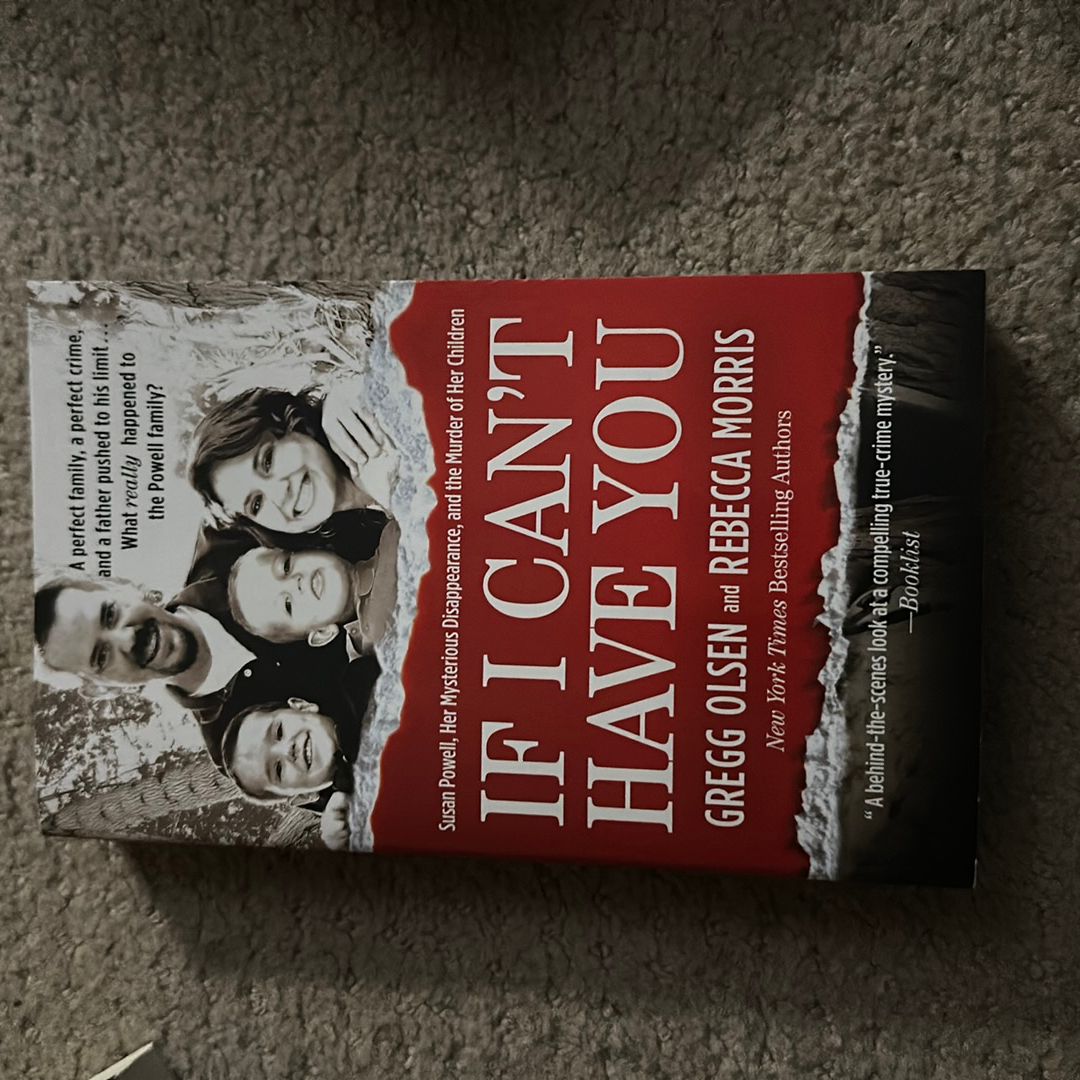 A perfect family, a perfect crime,
and a father pushed to his limit . . .
What really happened to
the Powell family?
Susan Powell, Her Mysterious Disappearance, and the Murder of Her Children
IF I CAN'T
HAVE YOU
GREGG OLSEN and REBECCA MORRIS
New York Times Bestselling Authors
“A behind-the-scenes look at a compelling true-crime mystery.”
—Booklist